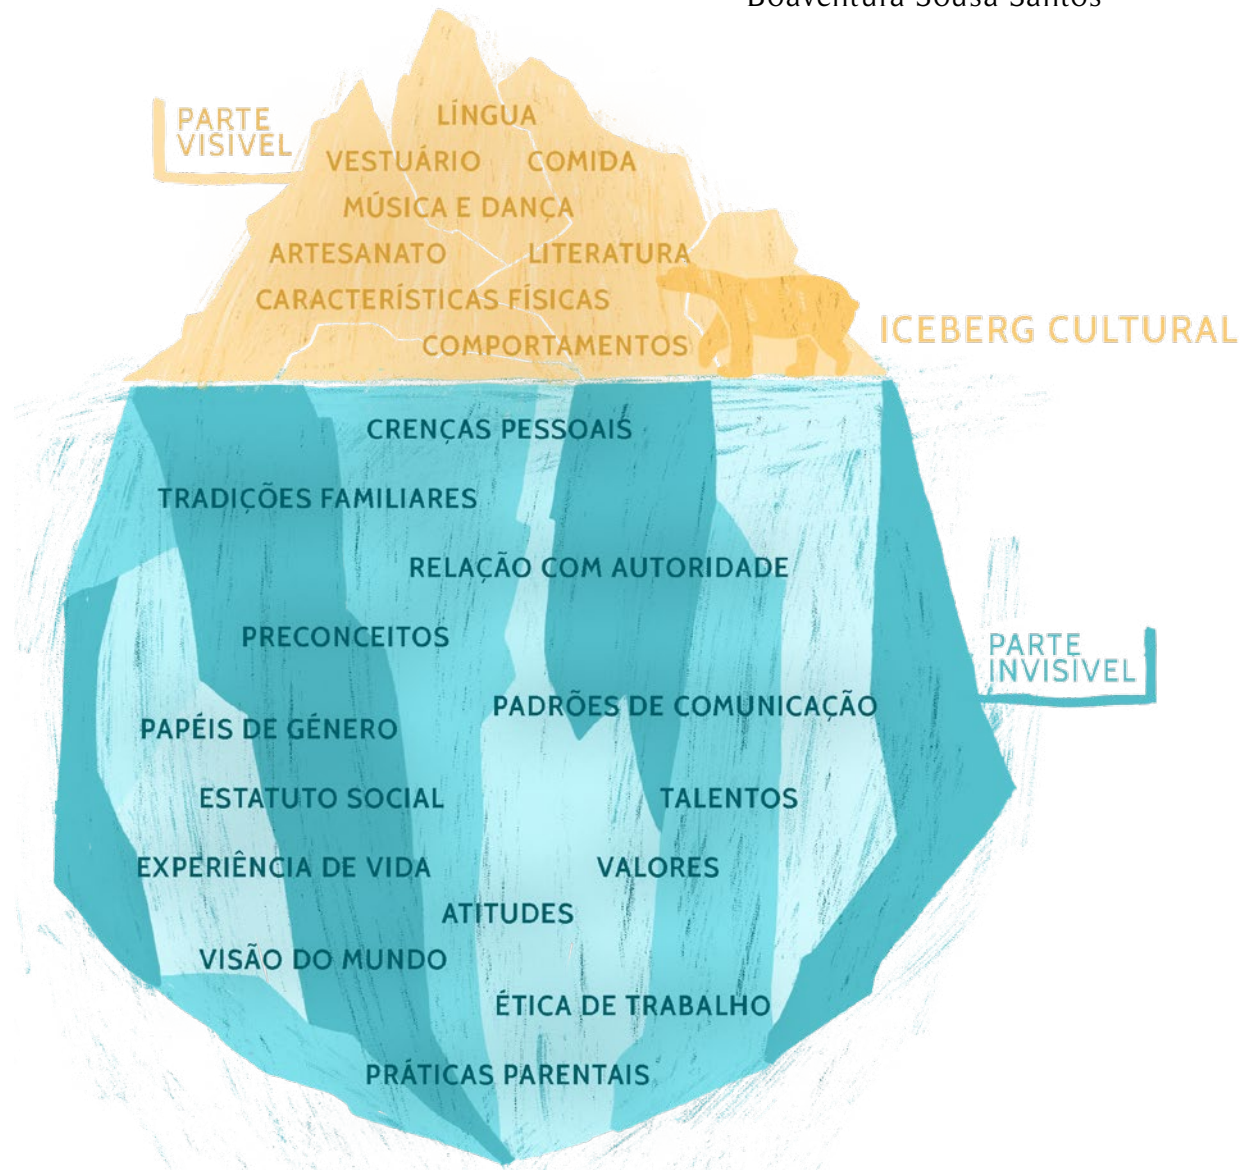 Boaventura Sousa Santos
PARTE
VISÍVEL
LÍNGUA
VESTUÁRIO COMIDA
MÚSICA E DANÇA
ARTESANATO LITERATURA
CARACTERÍSTICAS FÍSICAS
COMPORTAMENTOS
ICEBERG CULTURAL
CRENÇAS PESSOAIS
TRADIÇÕES FAMILIARES
RELAÇÃO COM AUTORIDADE
PRECONCEITOS
PARTE
INVISÍVEL
PADRÕES DE COMUNICAÇÃO
PAPÉIS DE GÉNERO
ESTATUTO SOCIAL TALENTOS
EXPERIÊNCIA DE VIDA VALORES
ATITUDES
VISÃO DO MUNDO
ÉTICA DE TRABALHO
PRÁTICAS PARENTAIS